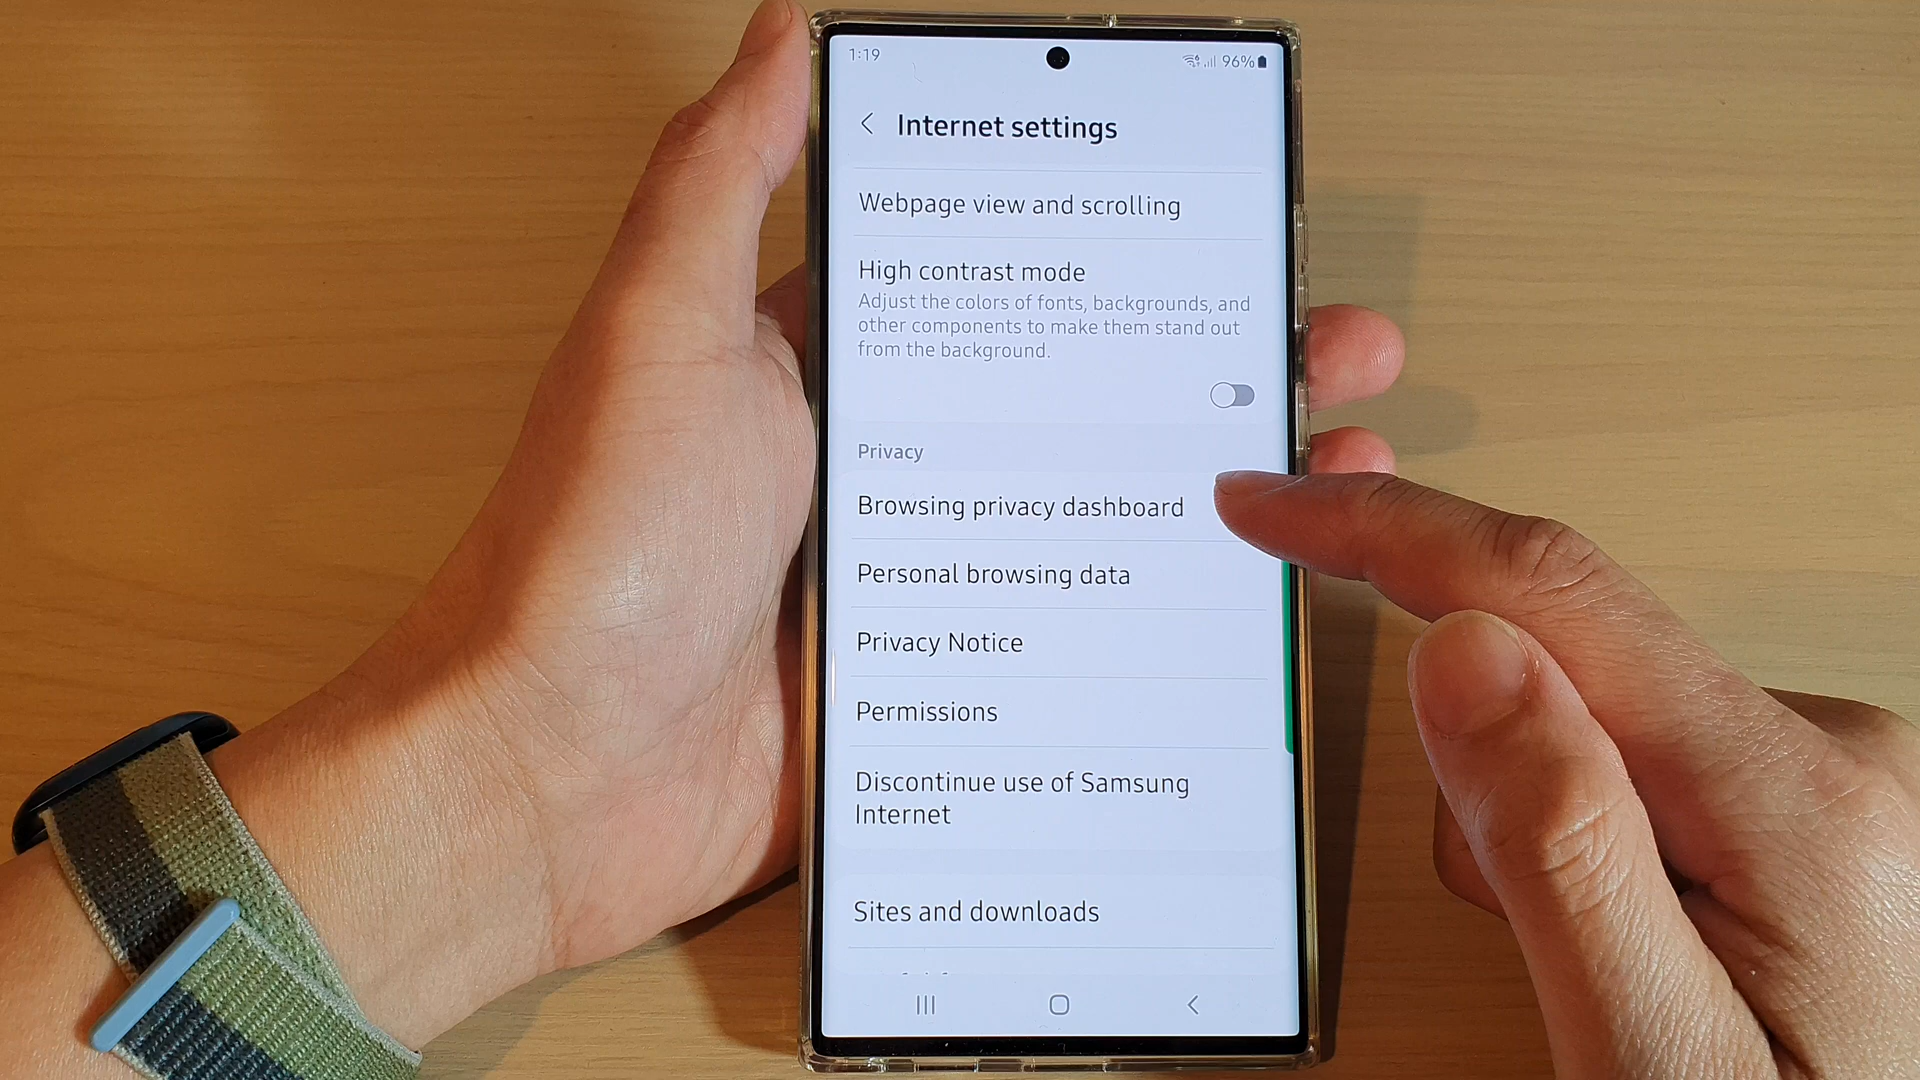 1:19
96%
Internet settings
Webpage view and scrolling
High contrast mode
Adjust the colors of fonts, backgrounds, and
other components to make them stand out
from the background.
Privacy
Browsing privacy dashboard
Personal browsing data
Privacy Notice
Permissions
Discontinue use of Samsung
Internet
Sites and downloads